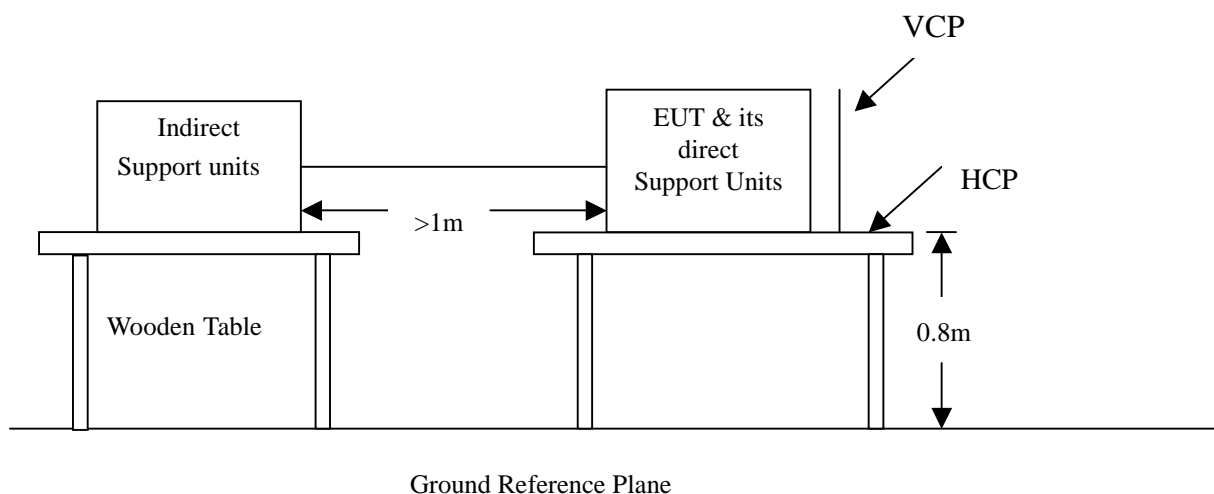 VCP
Indirect
Support units
EUT & its
direct
Support Units
HCP
>1m
Wooden Table
0.8m
Ground Reference Plane